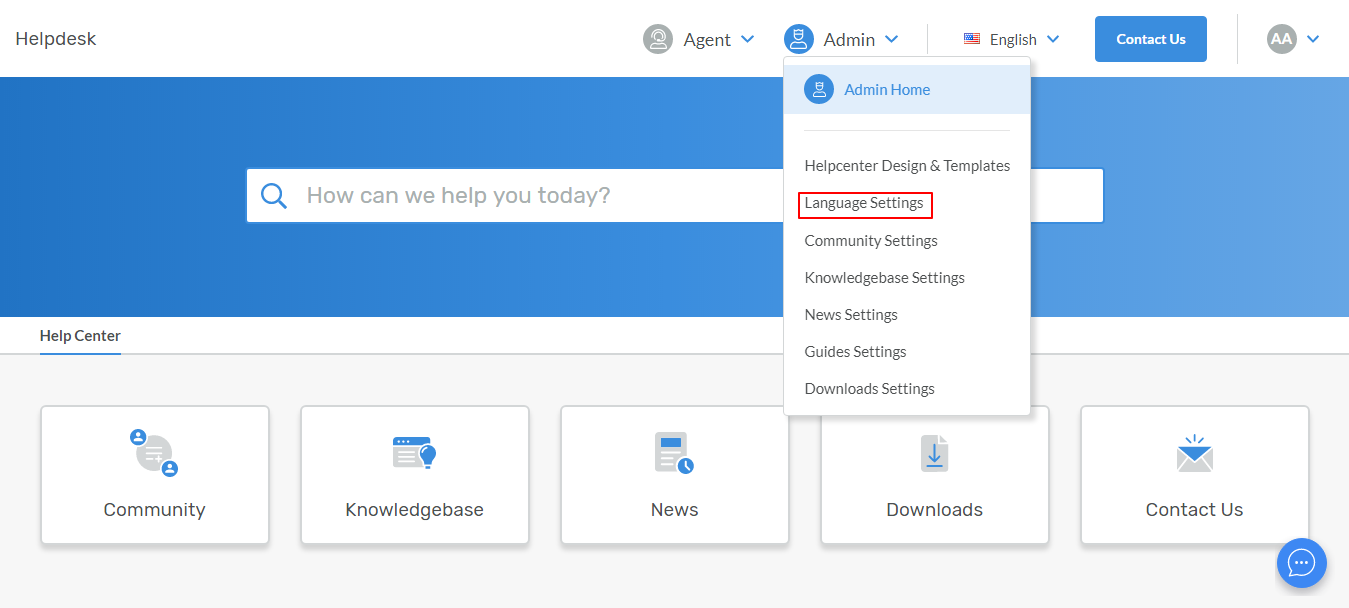 Helpdesk
Agent
Admin
English
Contact Us
AA
Admin Home
Helpcenter Design & Templates
Language Settings
Community Settings
Knowledgebase Settings
News Settings
Guides Settings
Downloads Settings
How can we help you today?
Help Center
Community
Knowledgebase
News
Downloads
Contact Us